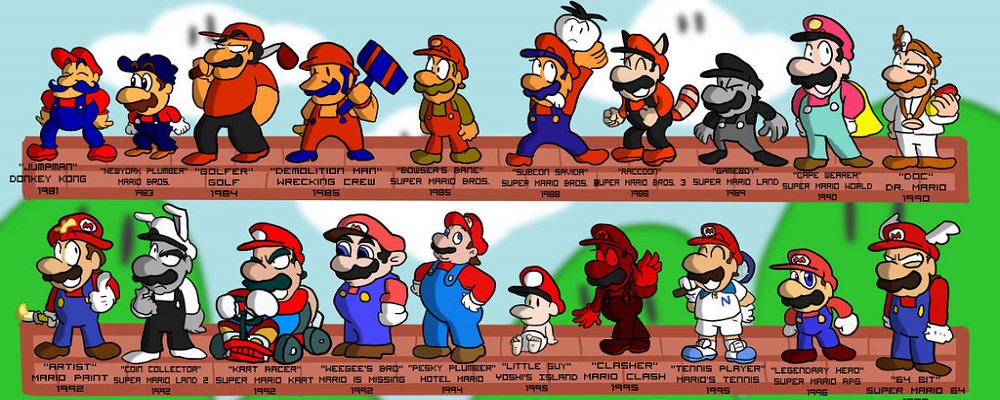 "JUMPMAN"
DONKEY KONG
1981
"NEWYORK PLUMBER"
MARIO BROS.
1983
"GOLFER"
GOLF
1984
"DEMOLITION MAN"
WRECKING CREW
1985
"BOWSER'S BANE"
SUPER MARIO BROS.
1985
"SUBCON SAVIOR"
SUPER MARIO BROS.
1988
"RACCOON"
SUPER MARIO BROS. 3
1988
"GAMEBOY"
SUPER MARIO LAND
1989
"CAPE WEARER"
SUPER MARIO WORLD
1990
"DOC"
DR. MARIO
1990
"ARTIST"
MARIO PAINT
1992
"COIN COLLECTOR"
SUPER MARIO LAND 2
1992
"KART RACER"
SUPER MARIO KART
1992
"WEEGEE'S BRO"
MARIO IS MISSING
1992
"PESKY PLUMBER"
HOTEL MARIO
1994
"LITTLE GUY"
YOSHI'S ISLAND
1995
"CLASHER"
MARIO CLASH
1995
"TENNIS PLAYER"
MARIO'S TENNIS
1995
"LEGENDARY HERO"
SUPER MARIO RPG
1996
"64 BIT"
SUPER MARIO 64
M
N